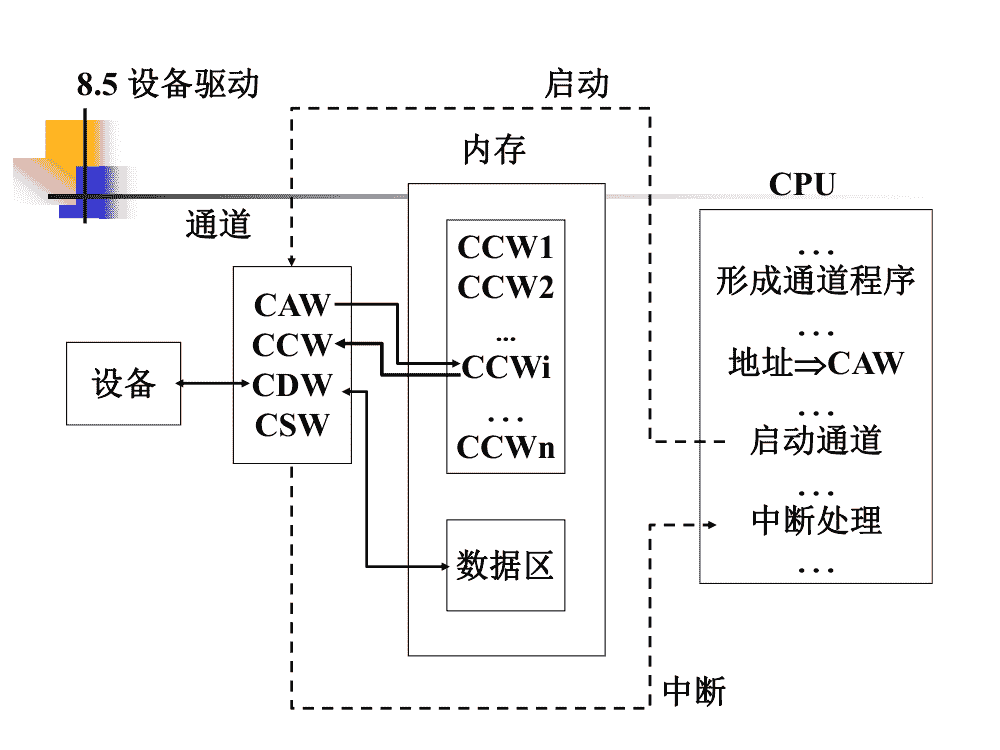 8.5 设备驱动
启动
内存
CPU
通道
CAW
CCW
CDW
CSW
设备
CCW1
CCW2
...
CCWi
...
CCWn
数据区
...
形成通道程序
...
地址⇒CAW
...
启动通道
...
中断处理
...
中断